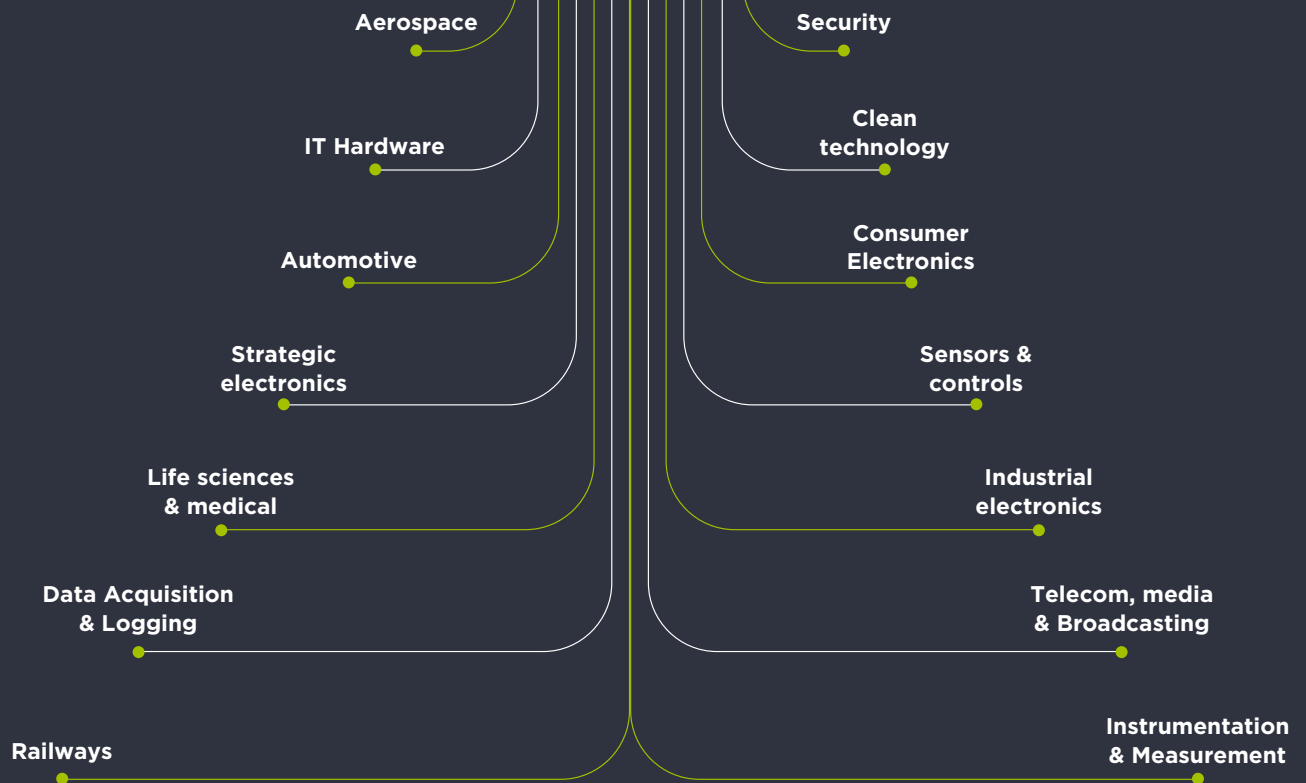 Aerospace
Security
IT Hardware
Clean
technology
Automotive
Consumer
Electronics
Strategic
electronics
Sensors &
controls
Life sciences
& medical
Industrial
electronics
Data Acquisition
& Logging
Telecom, media
& Broadcasting
Railways
Instrumentation
& Measurement